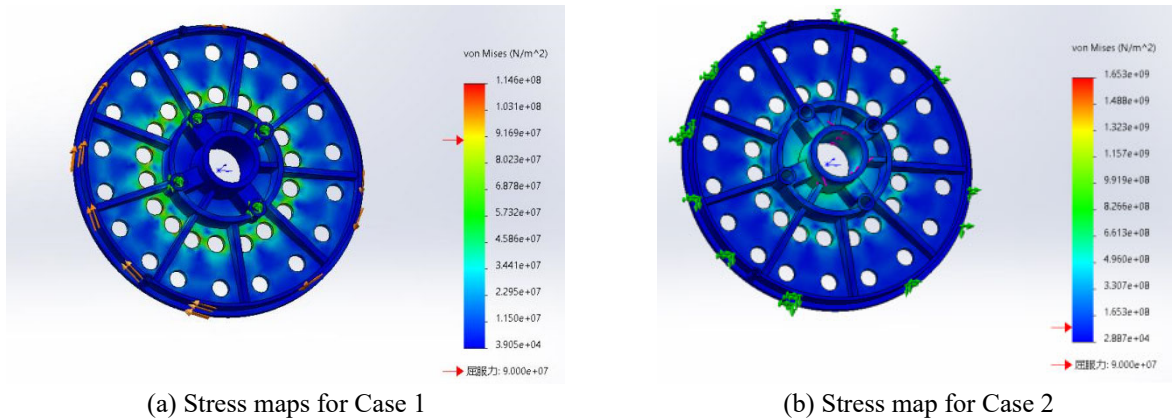 von Mises (N/m^2)
1.146e+08
1.031e+08
9.169e+07
8.023e+07
6.878e+07
5.732e+07
4.586e+07
3.441e+07
2.295e+07
1.150e+07
3.905e+04
屈服力: 9.000e+07
(a) Stress maps for Case 1
von Mises (N/m^2)
1.653e+09
1.488e+09
1.323e+09
1.157e+09
9.919e+08
8.266e+08
6.613e+08
4.960e+08
3.307e+08
1.653e+08
2.887e+04
屈服力: 9.000e+07
(b) Stress map for Case 2